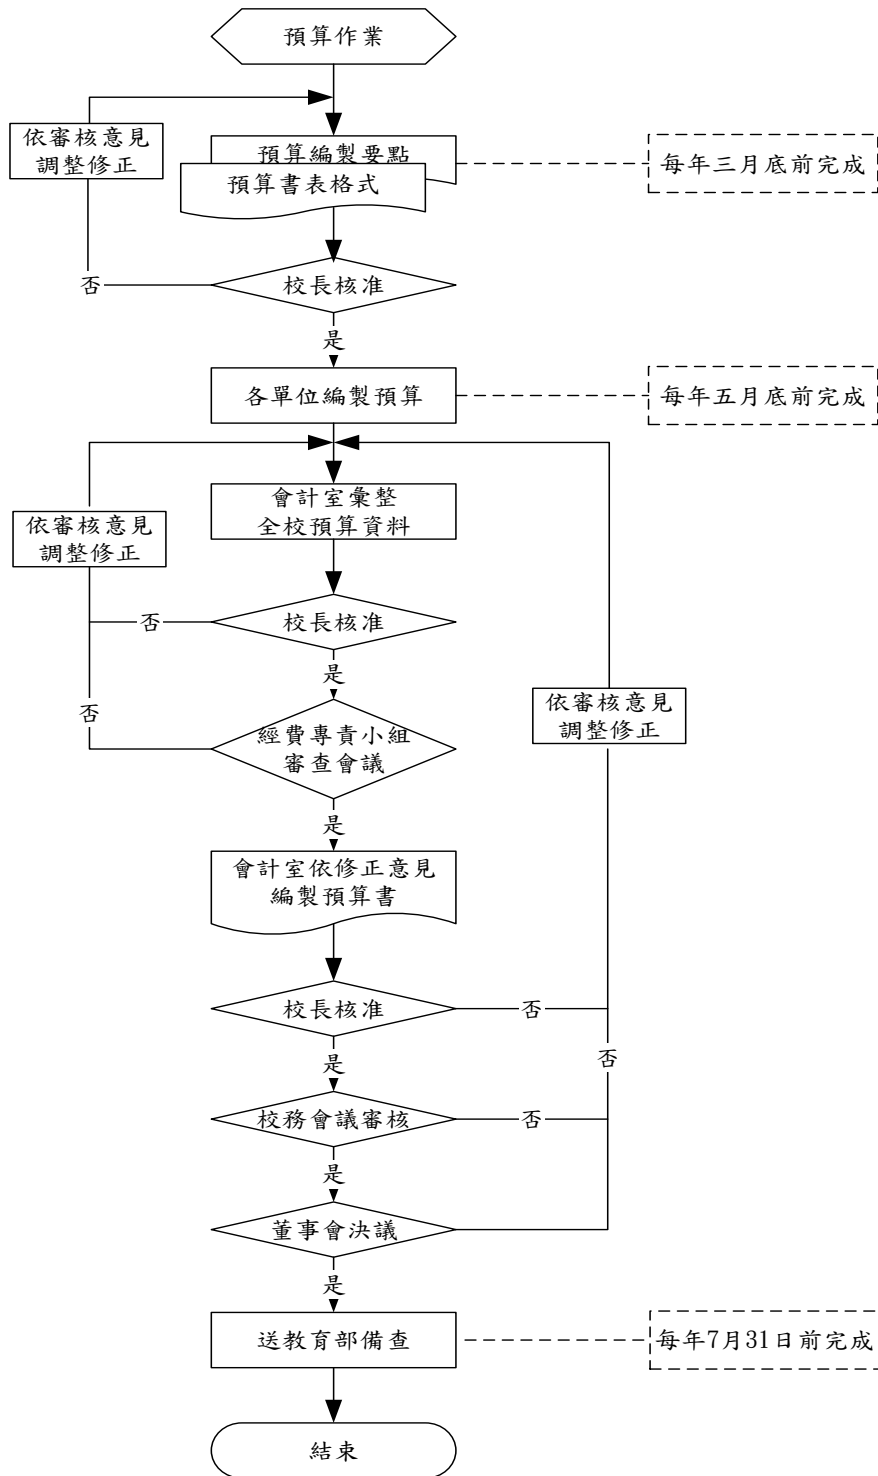 預算作業
依審核意見
調整修正
預算編製要點
預算書表格式
每年三月底前完成
否
校長核准
是
各單位編製預算
每年五月底前完成
會計室彙整
全校預算資料
依審核意見
調整修正
否
校長核准
是
否
經費專責小組
審查會議
依審核意見
調整修正
是
會計室依修正意見
編製預算書
校長核准
否
是
否
校務會議審核
否
是
董事會決議
是
送教育部備查
每年7月31日前完成
結束